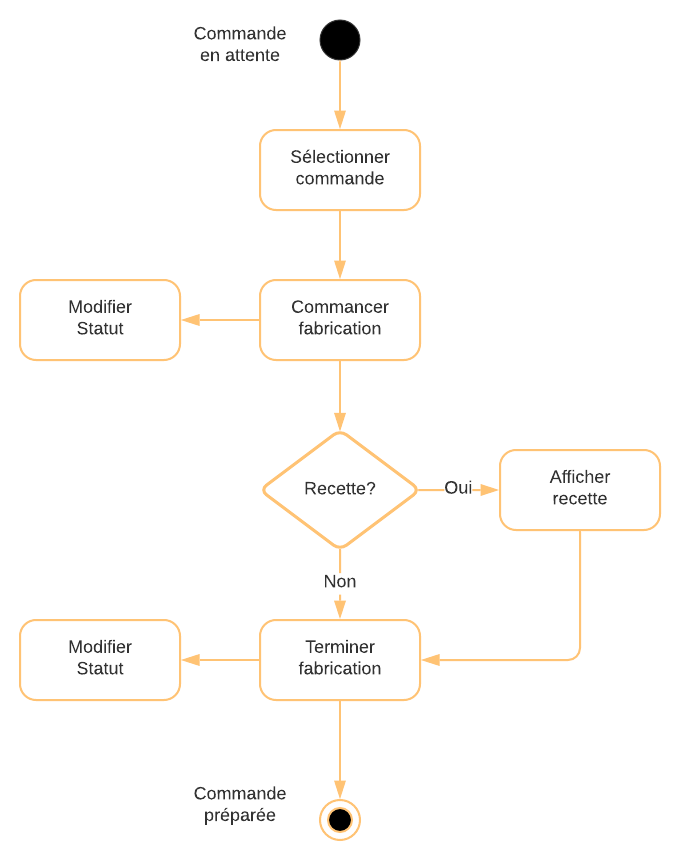 Commande
en attente
Sélectionner
commande
Modifier
Statut
Commancer
fabrication
Recette?
Oui
Afficher
recette
Non
Modifier
Statut
Terminer
fabrication
Commande
préparée